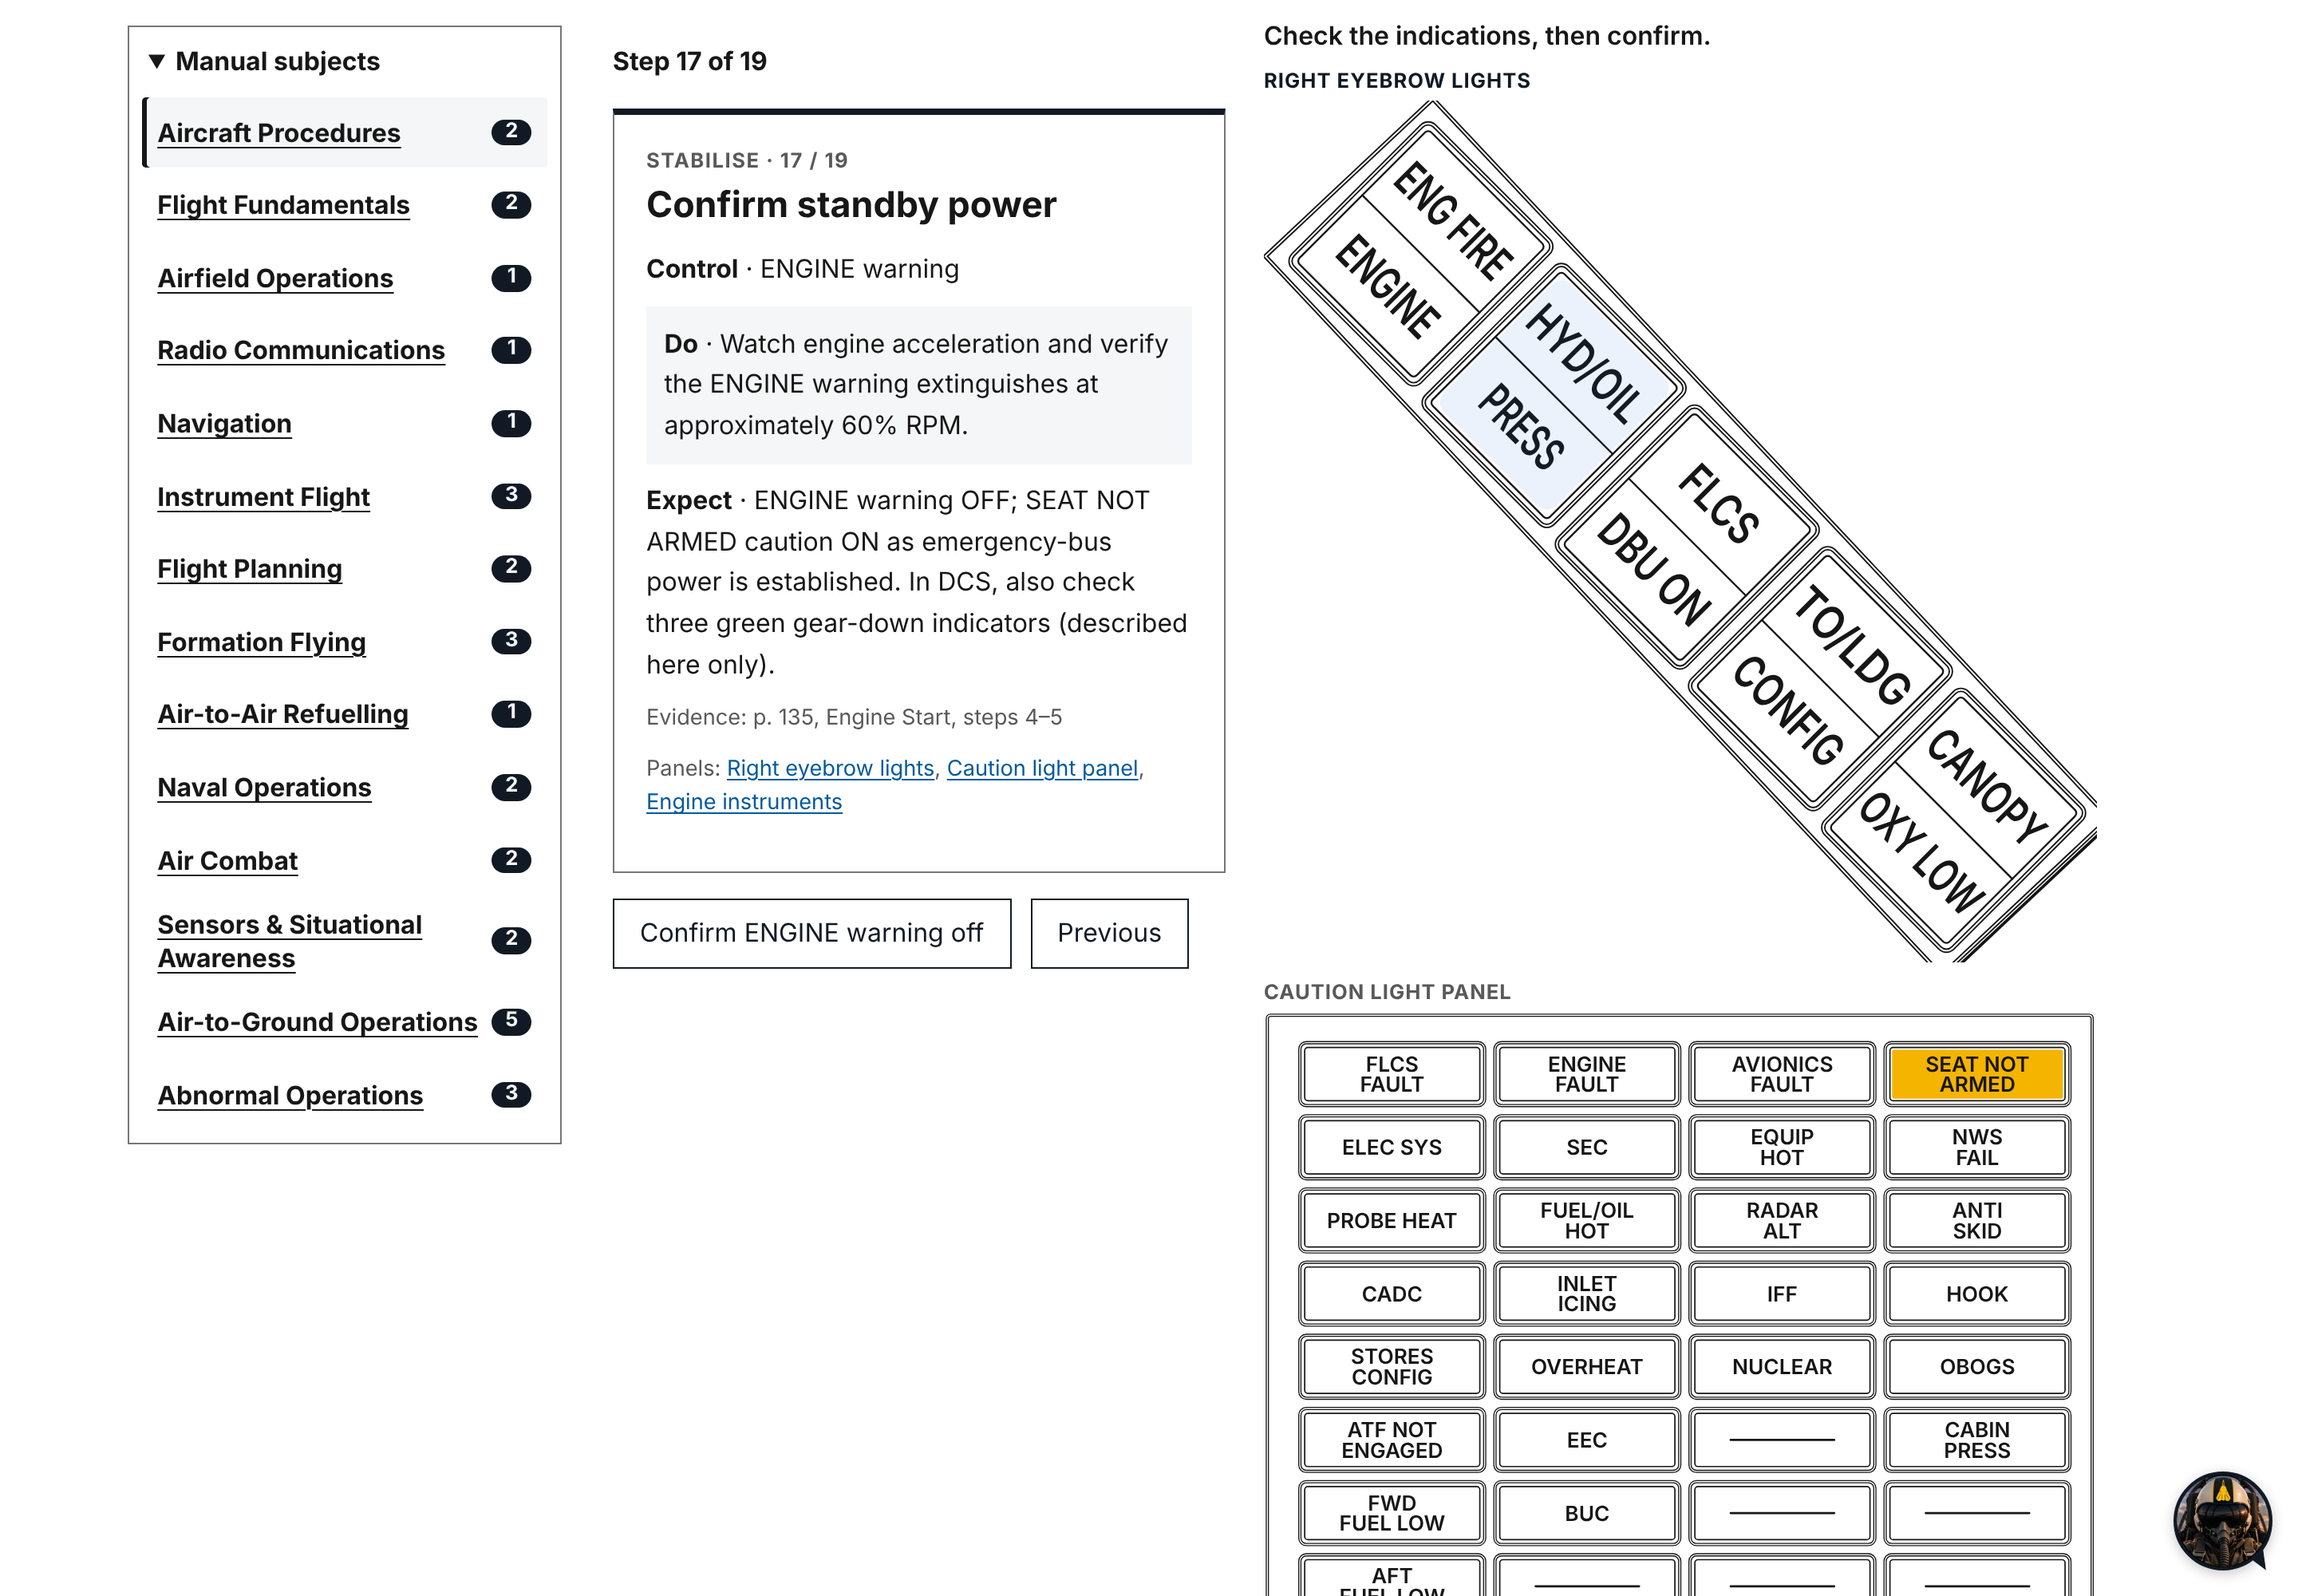 ▼ Manual subjects
Aircraft Procedures 2
Flight Fundamentals 2
Airfield Operations 1
Radio Communications 1
Navigation 1
Instrument Flight 3
Flight Planning 2
Formation Flying 3
Air-to-Air Refuelling 1
Naval Operations 2
Air Combat 2
Sensors & Situational
Awareness 2
Air-to-Ground Operations 5
Abnormal Operations 3
Step 17 of 19
STABILISE · 17 / 19
Confirm standby power
Control · ENGINE warning
Do · Watch engine acceleration and verify
the ENGINE warning extinguishes at
approximately 60% RPM.
Expect · ENGINE warning OFF; SEAT NOT
ARMED caution ON as emergency-bus
power is established. In DCS, also check
three green gear-down indicators (described
here only).
Evidence: p. 135, Engine Start, steps 4–5
Panels: Right eyebrow lights, Caution light panel,
Engine instruments
Confirm ENGINE warning off
Previous
Check the indications, then confirm.
RIGHT EYEBROW LIGHTS
ENG FIRE
ENGINE
HYD/OIL
PRESS
FLCS
DBU ON
TO/LDG
CONFIG
CANOPY
OXY LOW
CAUTION LIGHT PANEL
FLCS
FAULT
ENGINE
FAULT
AVIONICS
FAULT
SEAT NOT
ARMED
ELEC SYS
SEC
EQUIP
HOT
NWS
FAIL
PROBE HEAT
FUEL/OIL
HOT
RADAR
ALT
ANTI
SKID
CADC
INLET
ICING
IFF
HOOK
STORES
CONFIG
OVERHEAT
NUCLEAR
OBOGS
ATF NOT
ENGAGED
EEC
CABIN
PRESS
FWD
FUEL LOW
BUC
AFT
FUEL LOW